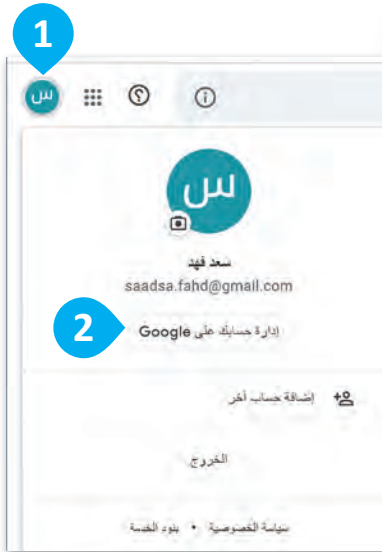 1
س
س
سعد فهد
saadsa.fahd@gmail.com
2
إدارة حسابك على Google
إضافة حساب آخر
الخروج
سياسة الخصوصية • بنود الخدمة